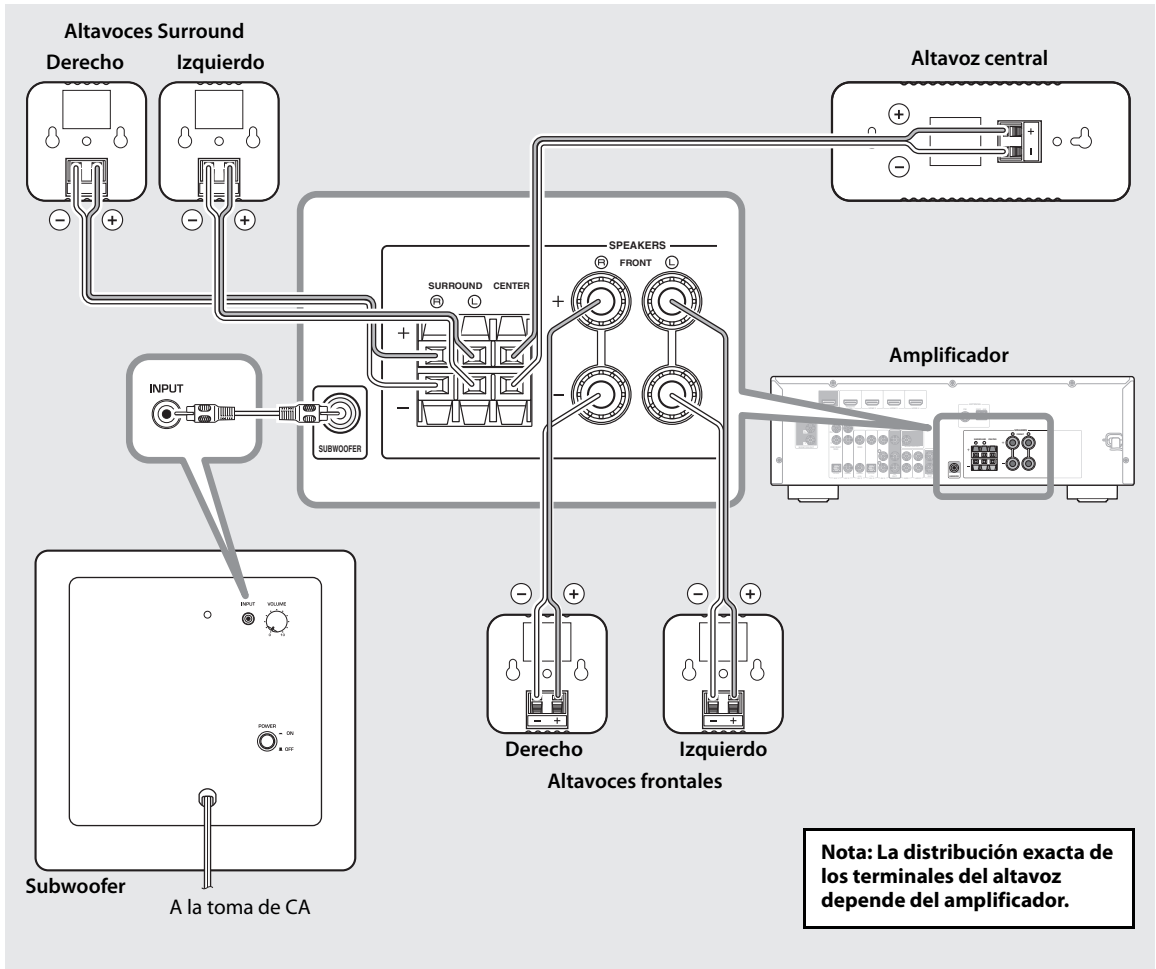 Altavoces Surround
Derecho
Izquierdo
Altavoz central
+
−
+
-
− +
− +
SPEAKERS
R FRONT L
SURROUND CENTER
R L
+
+
−
−
SUBWOOFER
INPUT
Amplificador
INPUT VOLUME
0 10
POWER
ON
OFF
− +
− +
− +
− +
Derecho
Izquierdo
Altavoces frontales
Subwoofer
A la toma de CA
Nota: La distribución exacta de
los terminales del altavoz
depende del amplificador.